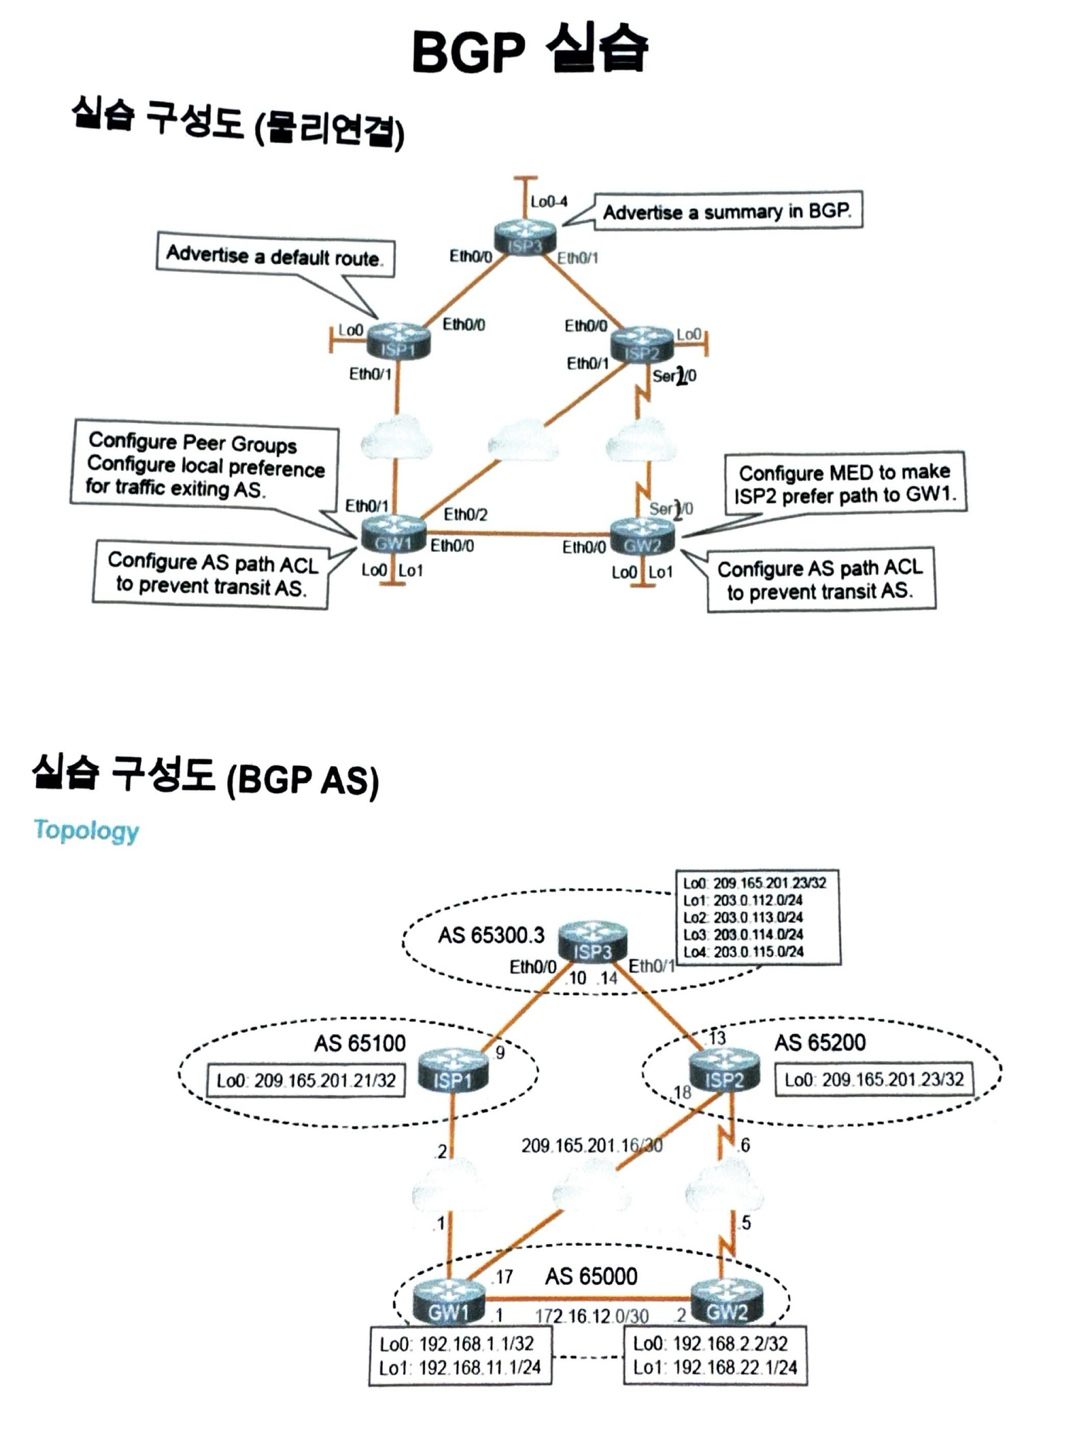 BGP 실습
실습 구성도 (물리연결)
Lo0-4
Advertise a summary in BGP.
ISP3
Advertise a default route.
Eth0/0
Eth0/1
Lo0
Eth0/0
Eth0/0
Lo0
ISP1
ISP2
Eth0/1
Eth0/1
Ser1/0
Configure Peer Groups
Configure local preference
for traffic exiting AS.
Configure MED to make
ISP2 prefer path to GW1.
Eth0/1
Eth0/2
Ser1/0
GW1
Eth0/0
Eth0/0
GW2
Configure AS path ACL
to prevent transit AS.
Lo0
Lo1
Lo0
Lo1
Configure AS path ACL
to prevent transit AS.
실습 구성도 (BGP AS)
Topology
Lo0: 209.165.201.23/32
Lo1: 203.0.112.0/24
Lo2: 203.0.113.0/24
Lo3: 203.0.114.0/24
Lo4: 203.0.115.0/24
AS 65300.3
ISP3
Eth0/0
.10
.14
Eth0/1
AS 65100
.9
.13
AS 65200
Lo0: 209.165.201.21/32
ISP1
ISP2
Lo0: 209.165.201.23/32
.18
.2
209.165.201.16/30
.6
.1
.5
.17
AS 65000
GW1
.1
172.16.12.0/30
.2
GW2
Lo0: 192.168.1.1/32
Lo1: 192.168.11.1/24
Lo0: 192.168.2.2/32
Lo1: 192.168.22.1/24